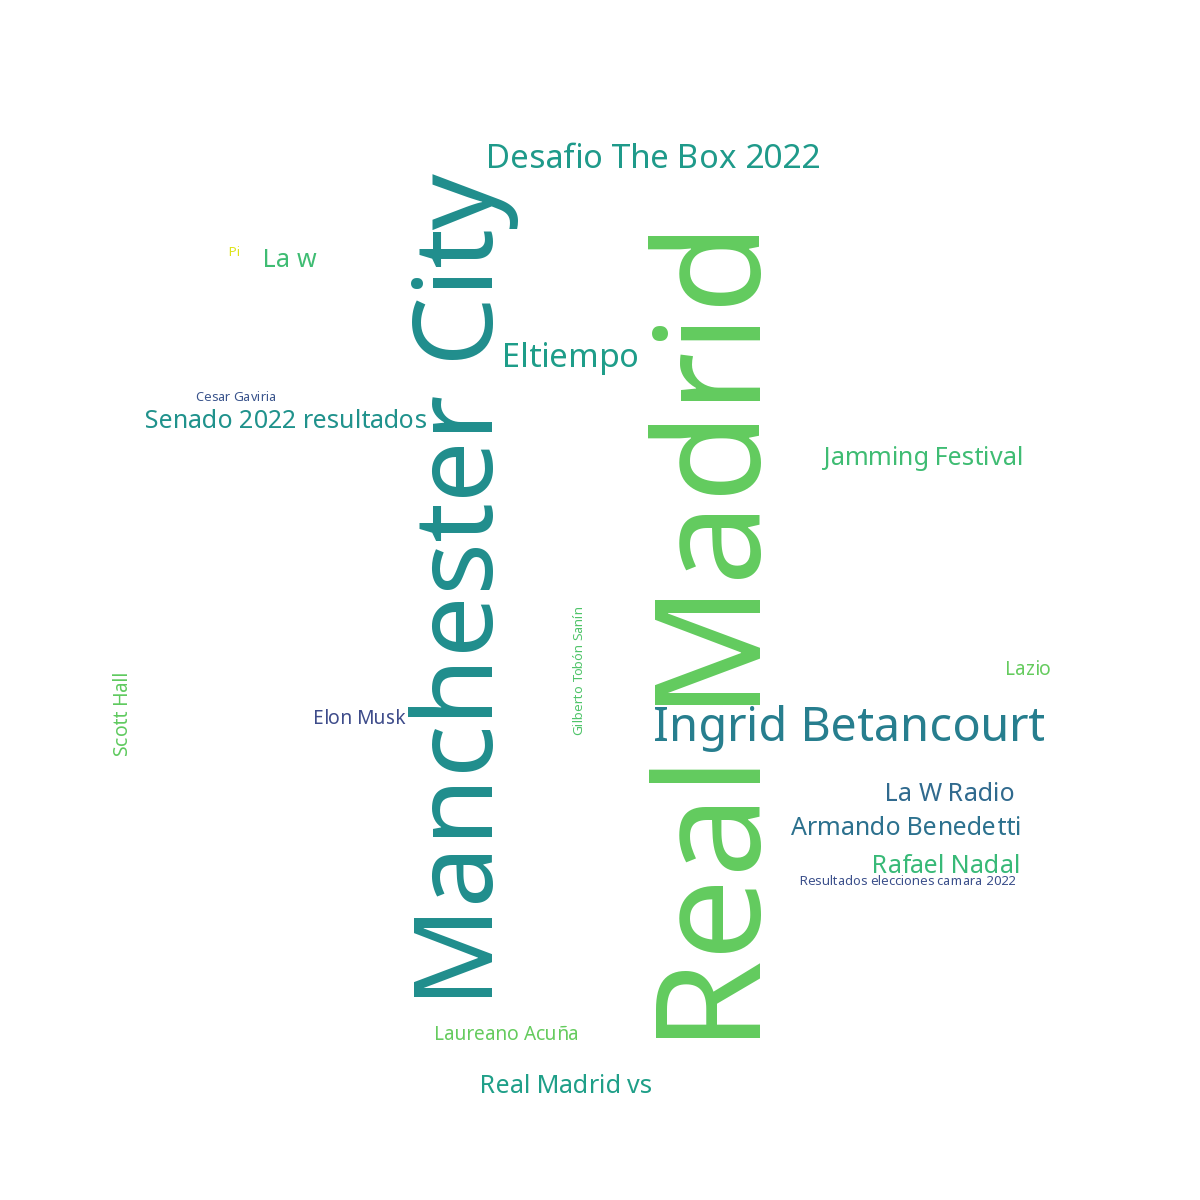 Desafio The Box 2022
Manchester City
Real Madrid
Pi
La w
Eltiempo
Cesar Gaviria
Senado 2022 resultados
Jamming Festival
Gilberto Tobón Sanín
Lazio
Scott Hall
Elon Musk
Ingrid Betancourt
La W Radio
Armando Benedetti
Rafael Nadal
Resultados elecciones camara 2022
Laureano Acuña
Real Madrid vs